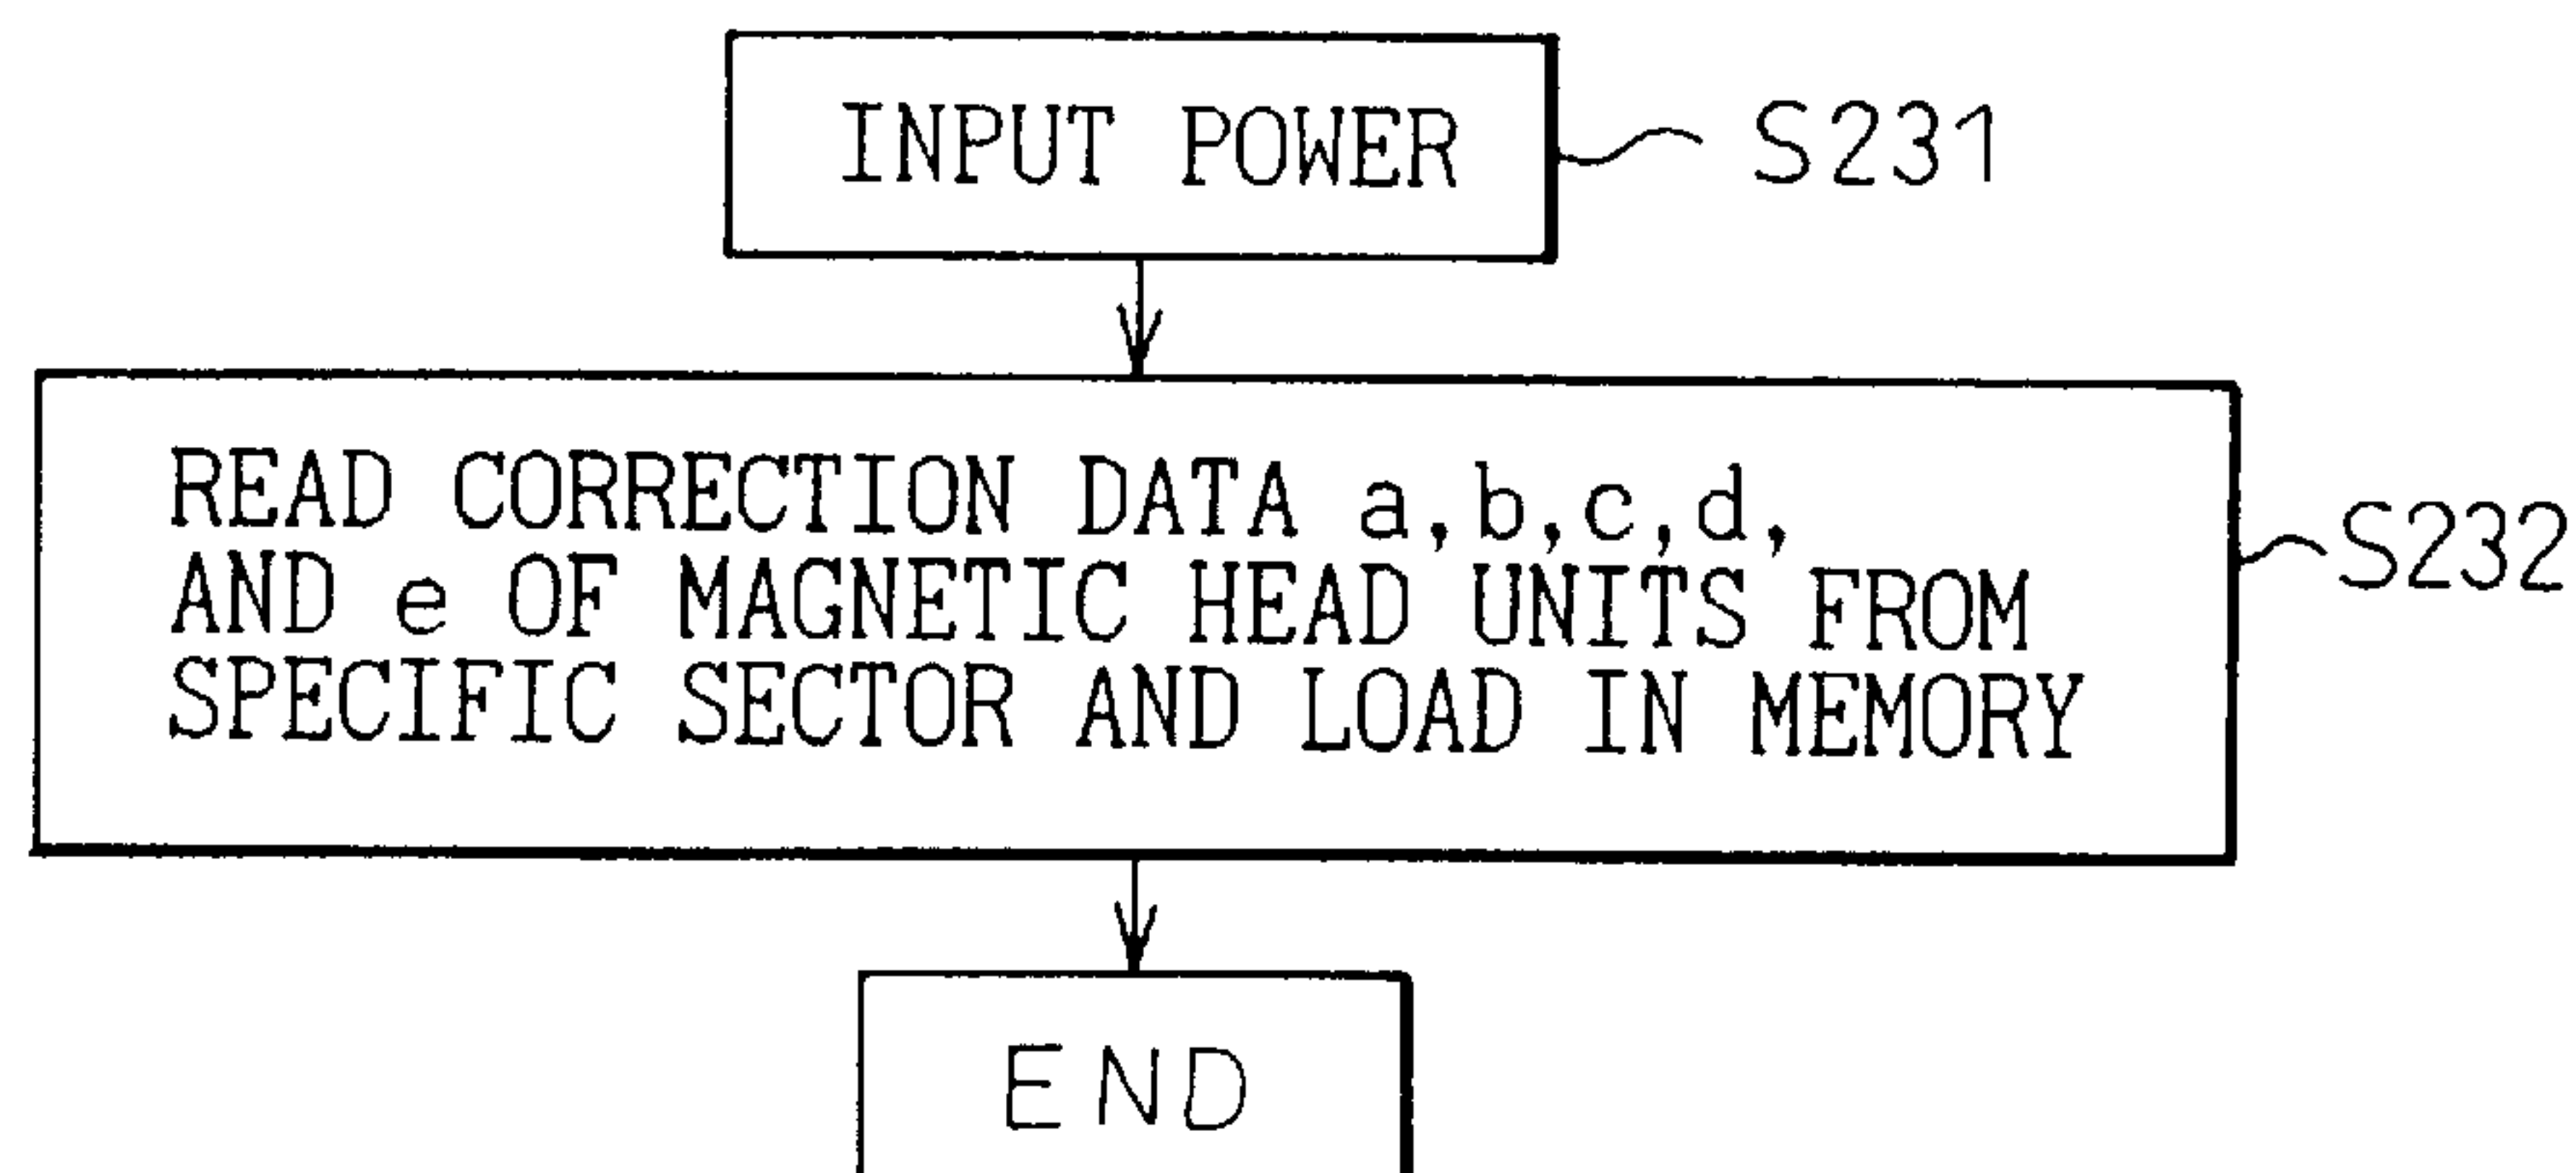 INPUT POWER
S231
READ CORRECTION DATA a,b,c,d,
AND e OF MAGNETIC HEAD UNITS FROM
SPECIFIC SECTOR AND LOAD IN MEMORY
S232
END